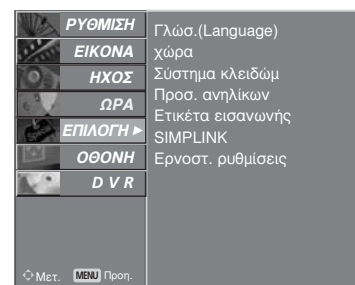 ΡΥΘΜΙΣΗ
ΕΙΚΟΝΑ
ΗΧΟΣ
ΩΡΑ
ΕΠΙΛΟΓΗ ►
ΟΘΟΝΗ
D V R
Γλώσ.(Language)
χώρα
Σύστημα κλειδώμ
Προσ. ανηλίκων
Ετικέτα εισανωνής
SIMPLINK
Ερνοστ. ρυθμίσεις
Μετ. MENU Προη.